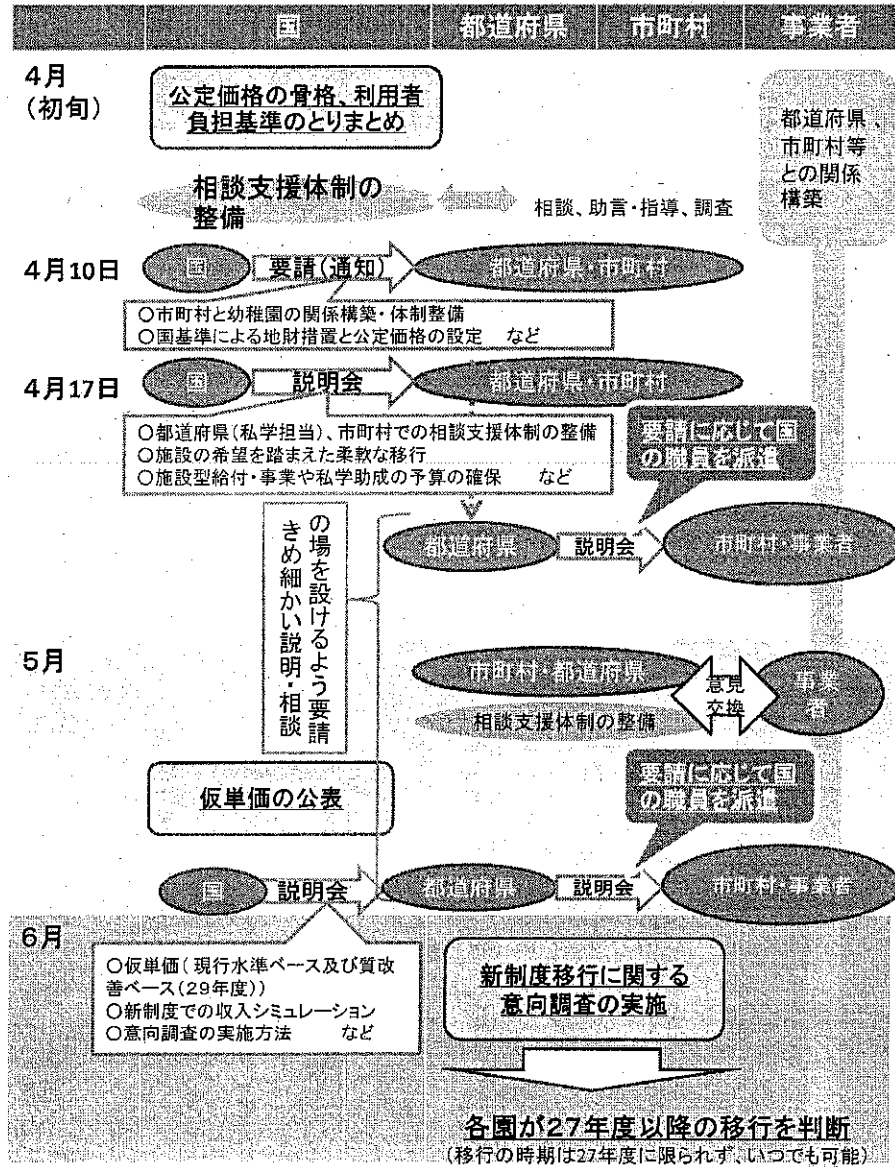 国 都道府県 市町村 事業者
4月
(初旬)
公定価格の骨格、利用者
負担基準のとりまとめ
都道府県、
市町村等
との関係
構築
相談支援体制の
整備
相談、助言・指導、調査
4月10日
国 要請(通知) 都道府県・市町村
○市町村と幼稚園の関係構築・体制整備
○国基準による地財措置と公定価格の設定 など
4月17日
国 説明会 都道府県・市町村
○都道府県(私学担当)、市町村での相談支援体制の整備
○施設の希望を踏まえた柔軟な移行
○施設型給付・事業や私学助成の予算の確保 など
要請に応じて国
の職員を派遣
都道府県 説明会 市町村・事業者
きめ細かい説明・相談
の場を設けるよう要請
5月
市町村・都道府県
意見
交換
事業
者
相談支援体制の整備
仮単価の公表
要請に応じて国
の職員を派遣
国 説明会 都道府県 説明会 市町村・事業者
6月
○仮単価(現行水準ベース及び質改
善ベース(29年度))
○新制度での収入シミュレーション
○意向調査の実施方法 など
新制度移行に関する
意向調査の実施
各園が27年度以降の移行を判断
(移行の時期は27年度に限られず、いつでも可能)